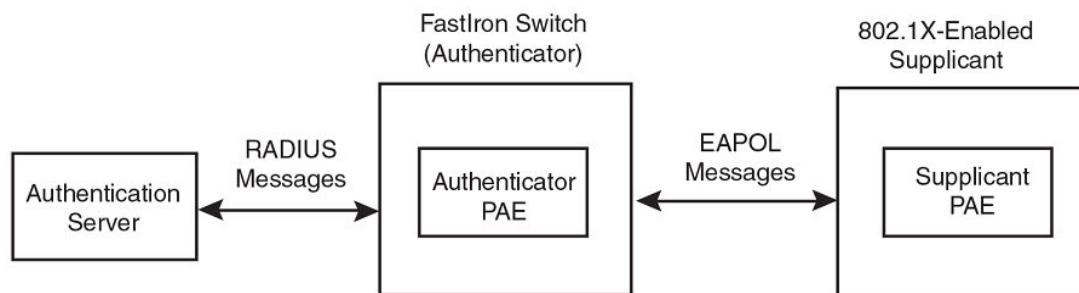 FastIron Switch
(Authenticator)
802.1X-Enabled
Supplicant
RADIUS
Messages
EAPOL
Messages
Authentication
Server
Authenticator
PAE
Supplicant
PAE